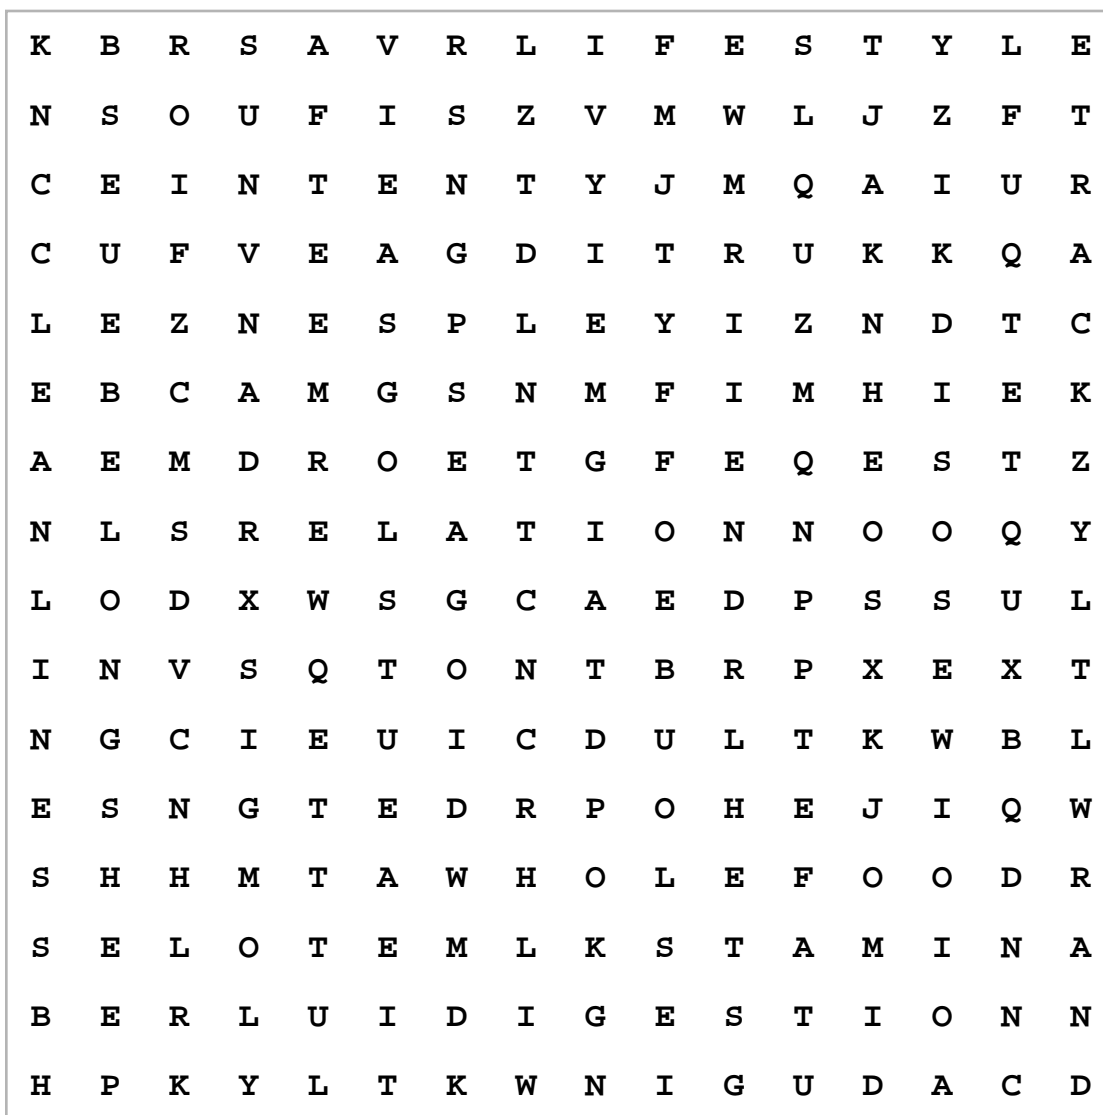 K B R S A V R L I F E S T Y L E
N S O U F I S Z V M W L J Z F T
C E I N T E N T Y J M Q A I U R
C U F V E A G D I T R U K K Q A
L E Z N E S P L E Y I Z N D T C
E B C A M G S N M F I M H I E K
A E M D R O E T G F E Q E S T Z
N L S R E L A T I O N N O O Q Y
L O D X W S G C A E D P S S U L
I N V S Q T O N T B R P X E X T
N G C I E U I C D U L T K W B L
E S N G T E D R P O H E J I Q W
S H H M T A W H O L E F O O D R
S E L O T E M L K S T A M I N A
B E R L U I D I G E S T I O N N
H P K Y L T K W N I G U D A C D